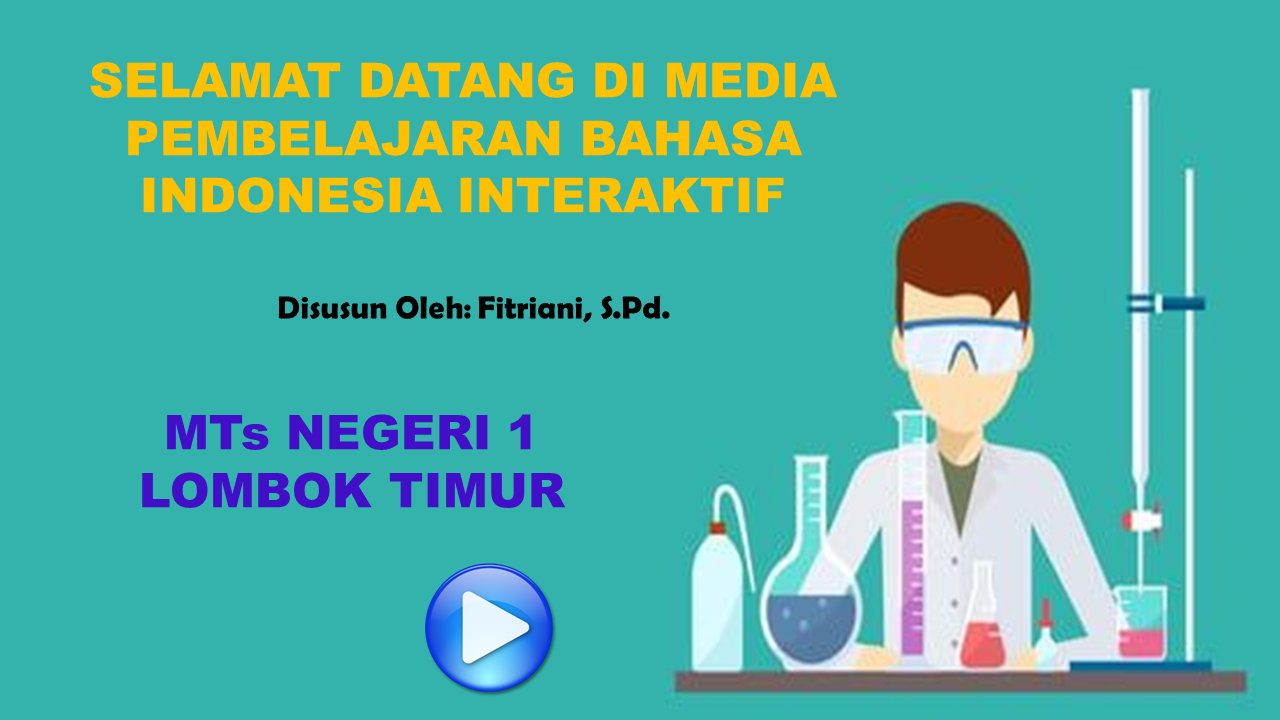 SELAMAT DATANG DI MEDIA
PEMBELAJARAN BAHASA
INDONESIA INTERAKTIF
Disusun Oleh: Fitriani, S.Pd.
MTs NEGERI 1
LOMBOK TIMUR